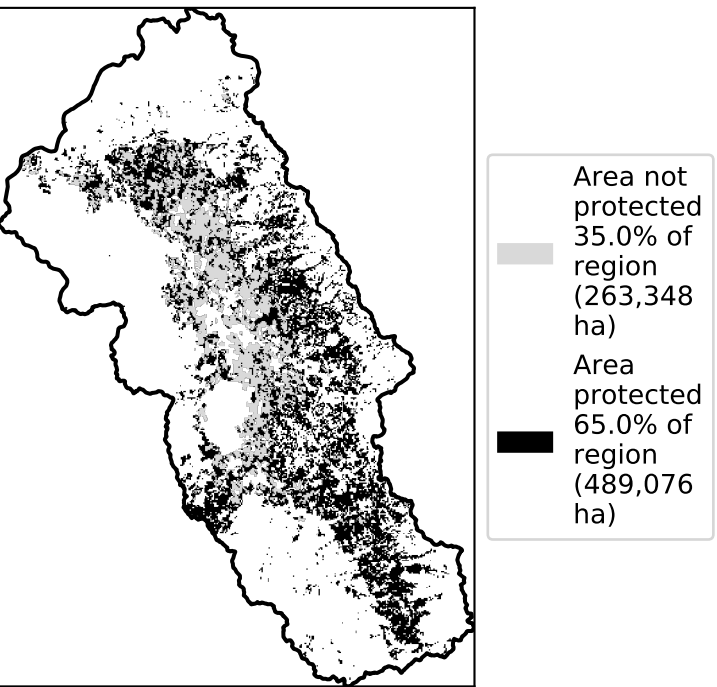 Area not
protected
35.0% of
region
(263,348
ha)
Area
protected
65.0% of
region
(489,076
ha)